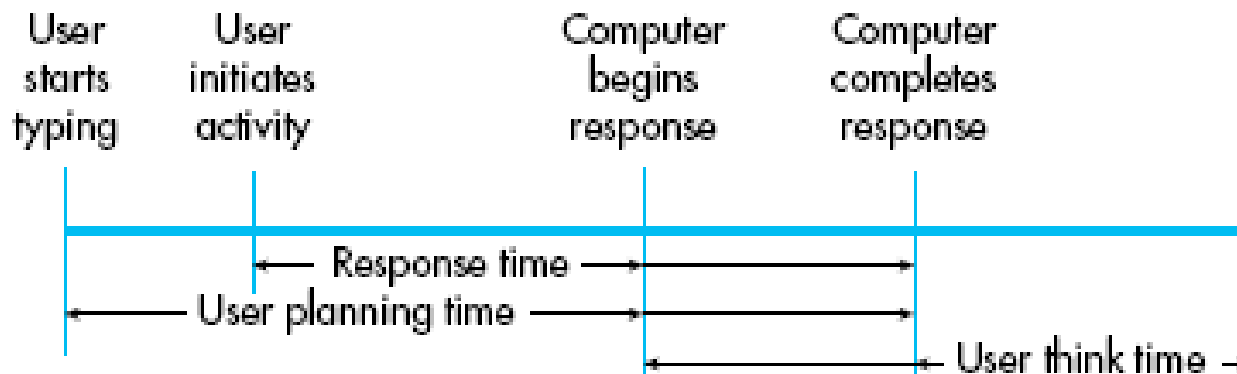 User
starts
typing
User
initiates
activity
Computer
begins
response
Computer
completes
response
Response time
User planning time
User think time